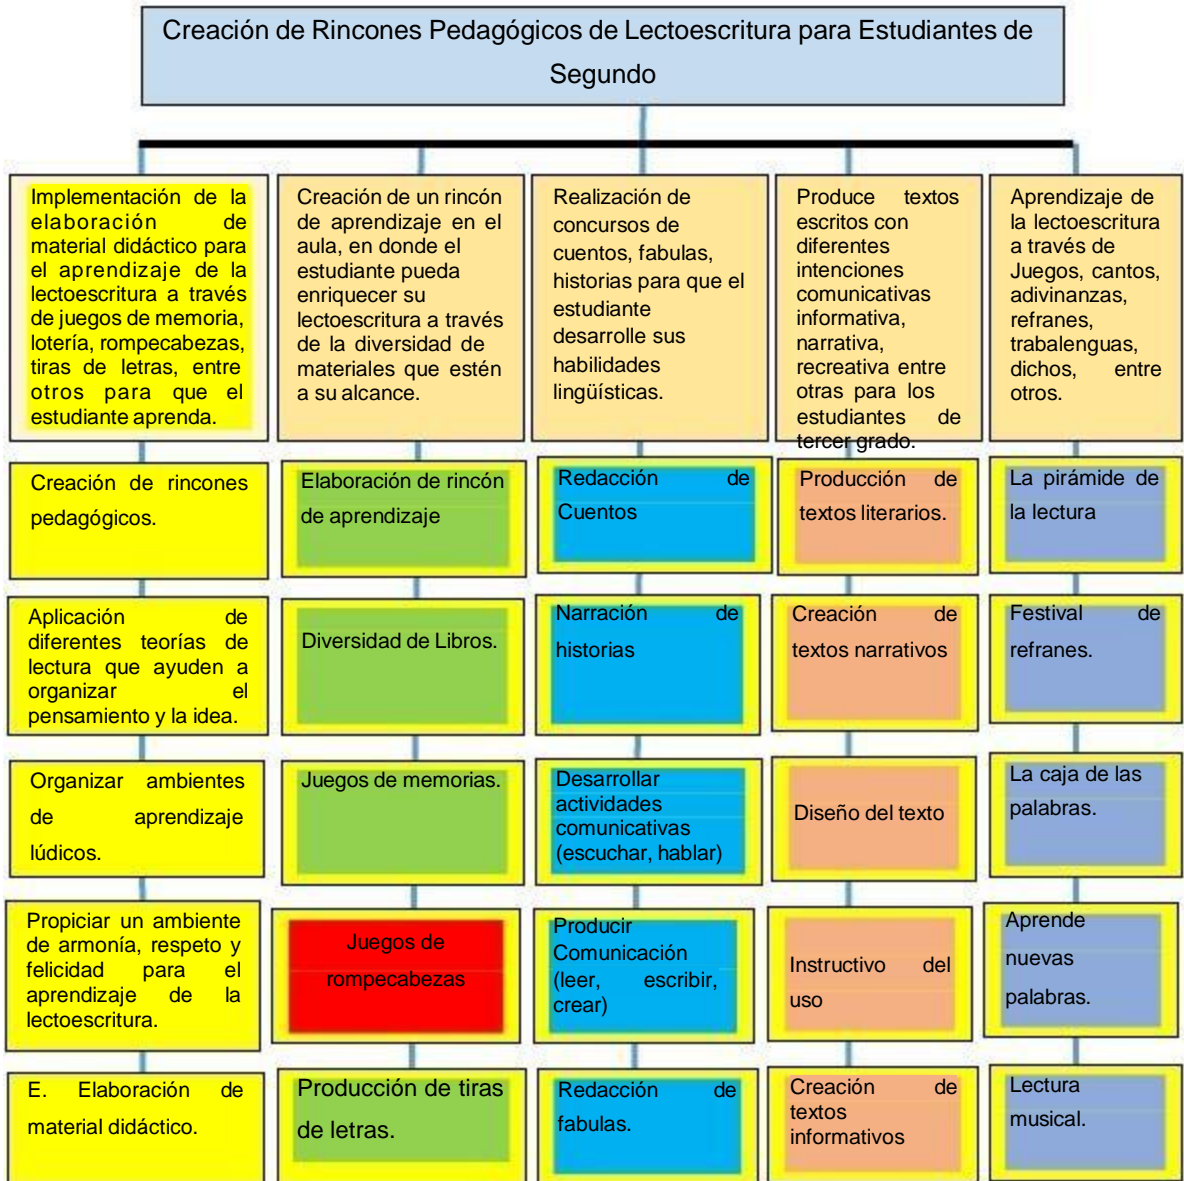 Creación de Rincones Pedagógicos de Lectoescritura para Estudiantes de
Segundo
Implementación de la
elaboración de
material didáctico para
el aprendizaje de la
lectoescritura a través
de juegos de memoria,
lotería, rompecabezas,
tiras de letras, entre
otros para que el
estudiante aprenda.
Creación de un rincón
de aprendizaje en el
aula, en donde el
estudiante pueda
enriquecer su
lectoescritura a través
de la diversidad de
materiales que estén
a su alcance.
Realización de
concursos de
cuentos, fabulas,
historias para que el
estudiante
desarrolle sus
habilidades
lingüísticas.
Produce textos
escritos con
diferentes
intenciones
comunicativas
informativa,
narrativa,
recreativa entre
otras para los
estudiantes de
tercer grado.
Aprendizaje de
la lectoescritura
a través de
Juegos, cantos,
adivinanzas,
refranes,
trabalenguas,
dichos, entre
otros.
Creación de rincones
pedagógicos.
Elaboración de rincón
de aprendizaje
Redacción de
Cuentos
Producción de
textos literarios.
La pirámide de
la lectura
Aplicación de
diferentes teorías de
lectura que ayuden a
organizar el
pensamiento y la idea.
Diversidad de Libros.
Narración de
historias
Creación de
textos narrativos
Festival de
refranes.
Organizar ambientes
de aprendizaje
lúdicos.
Juegos de memorias.
Desarrollar
actividades
comunicativas
(escuchar, hablar)
Diseño del texto
La caja de las
palabras.
Propiciar un ambiente
de armonía, respeto y
felicidad para el
aprendizaje de la
lectoescritura.
Juegos de
rompecabezas
Producir
Comunicación
(leer, escribir,
crear)
Instructivo del
uso
Aprende
nuevas
palabras.
E. Elaboración de
material didáctico.
Producción de tiras
de letras.
Redacción de
fabulas.
Creación de
textos
informativos
Lectura
musical.